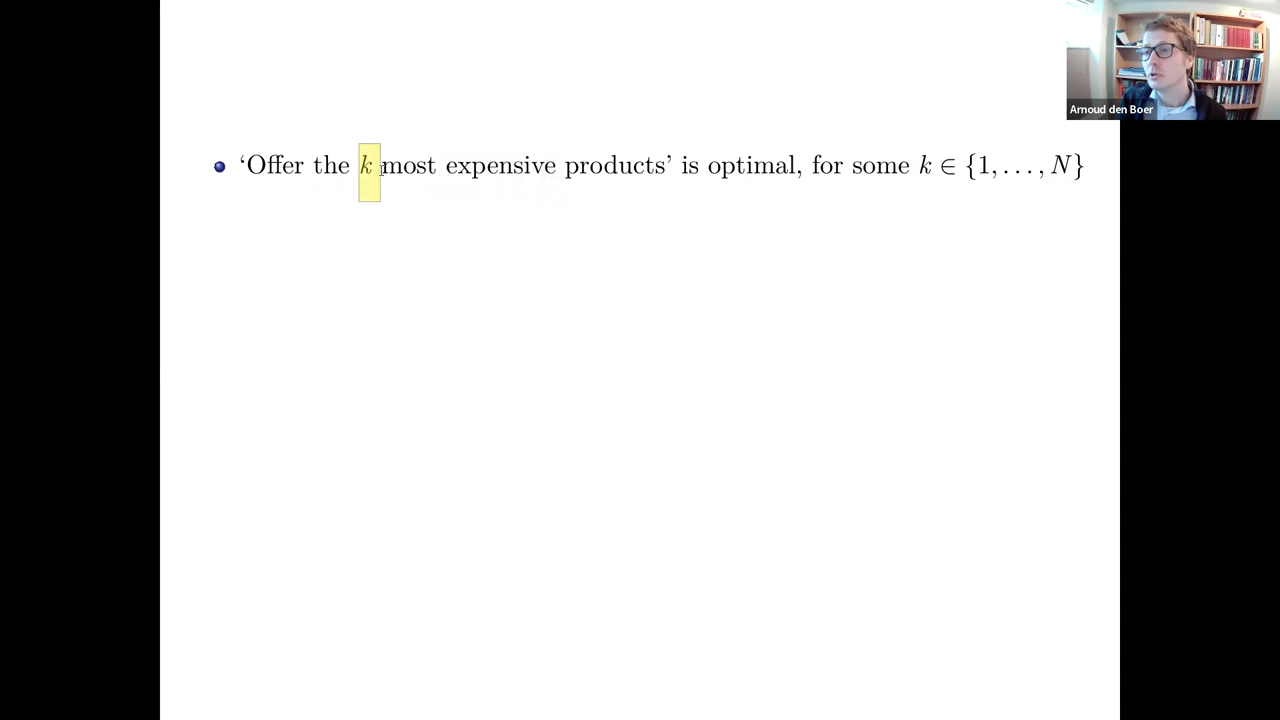 Arnoud den Boer
‘Offer the k most expensive products’ is optimal, for some k ∈ {1, . . . , N}